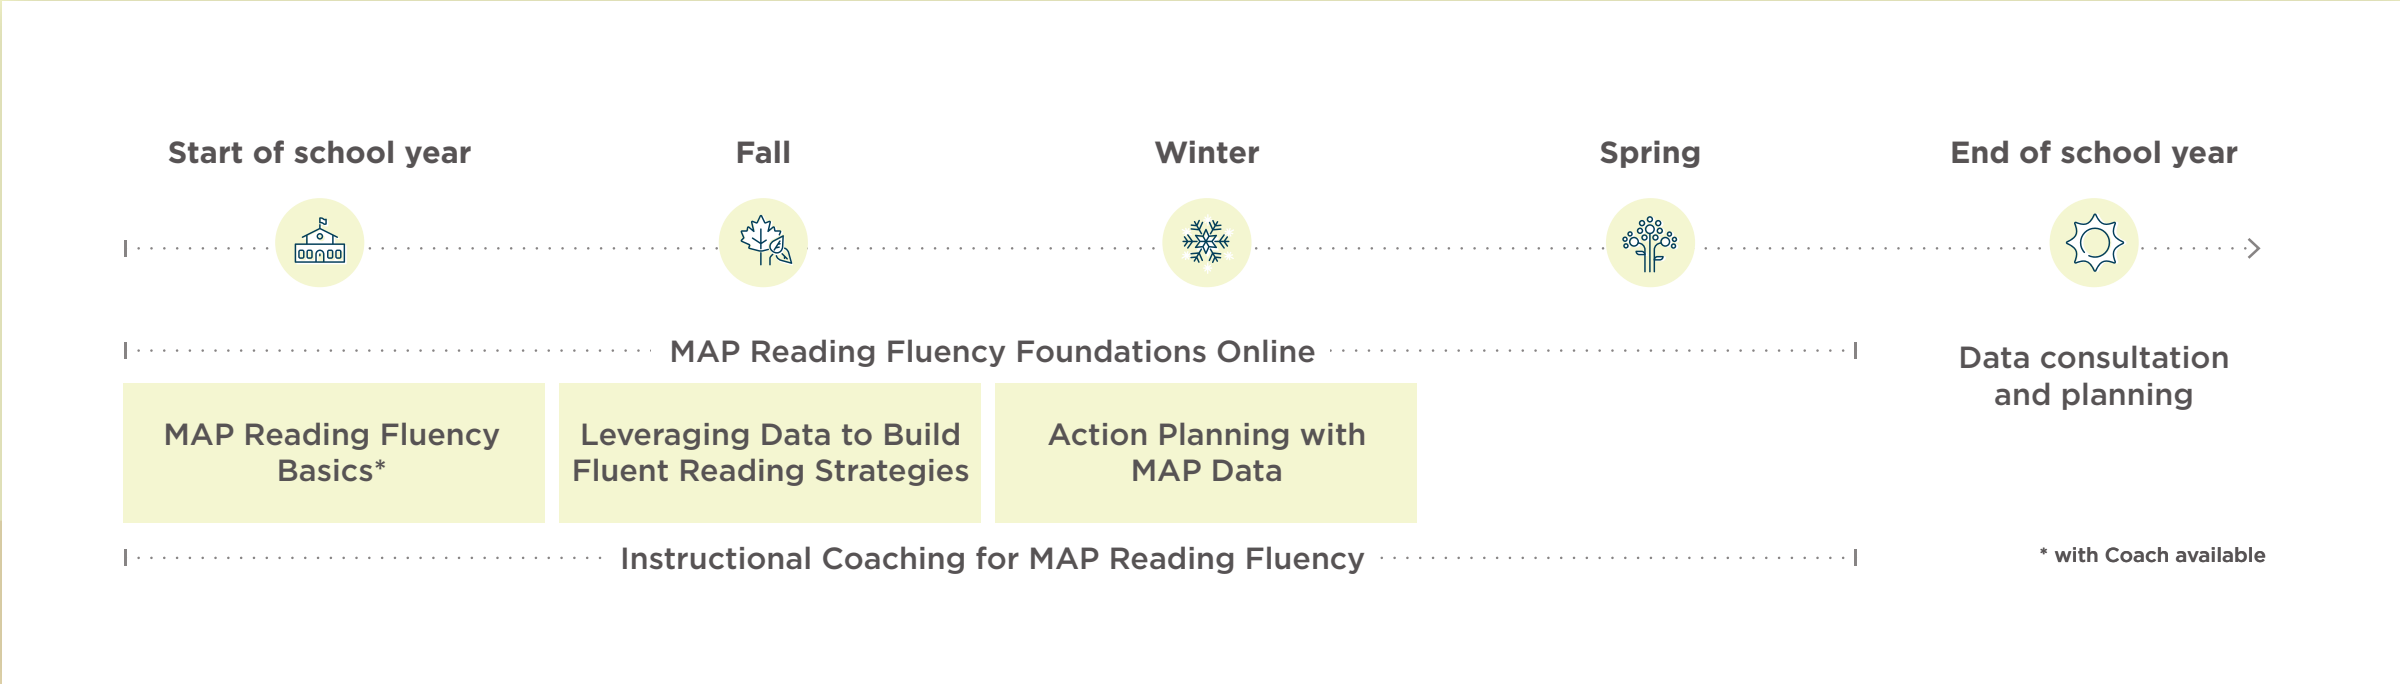 Start of school year
Fall
Winter
Spring
End of school year
MAP Reading Fluency Foundations Online
Data consultation
and planning
MAP Reading Fluency
Basics*
Leveraging Data to Build
Fluent Reading Strategies
Action Planning with
MAP Data
Instructional Coaching for MAP Reading Fluency
* with Coach available